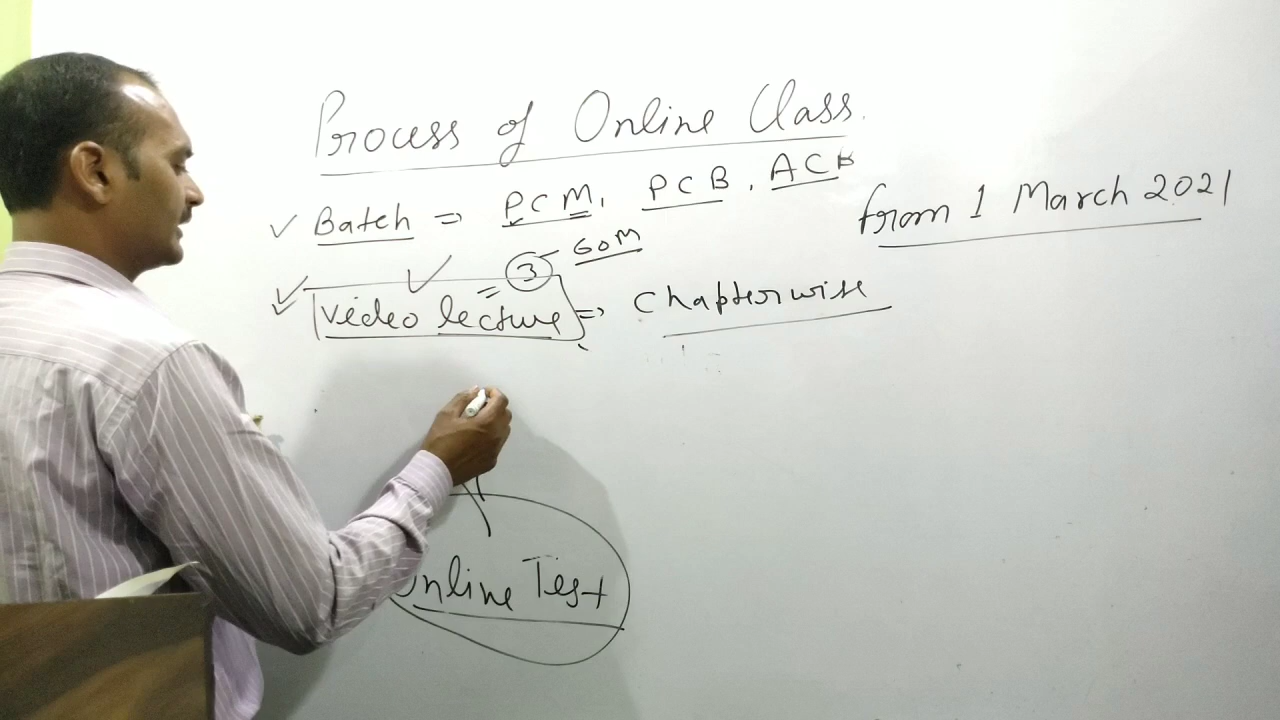 Process of Online Class.
Batch => PCM, PCB, ACB
from 1 March 2021
3 - 60M
video lecture => Chapterwise
Online Test